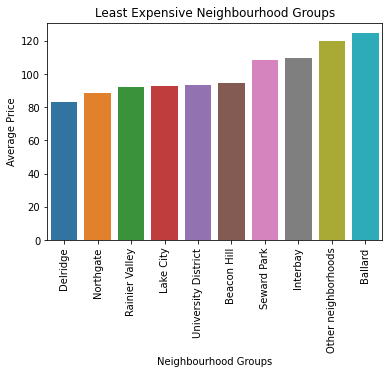 Least Expensive Neighbourhood Groups
Average Price
120
100
80
60
40
20
0
Delridge
Northgate
Rainier Valley
Lake City
University District
Beacon Hill
Seward Park
Interbay
Other neighborhoods
Ballard
Neighbourhood Groups